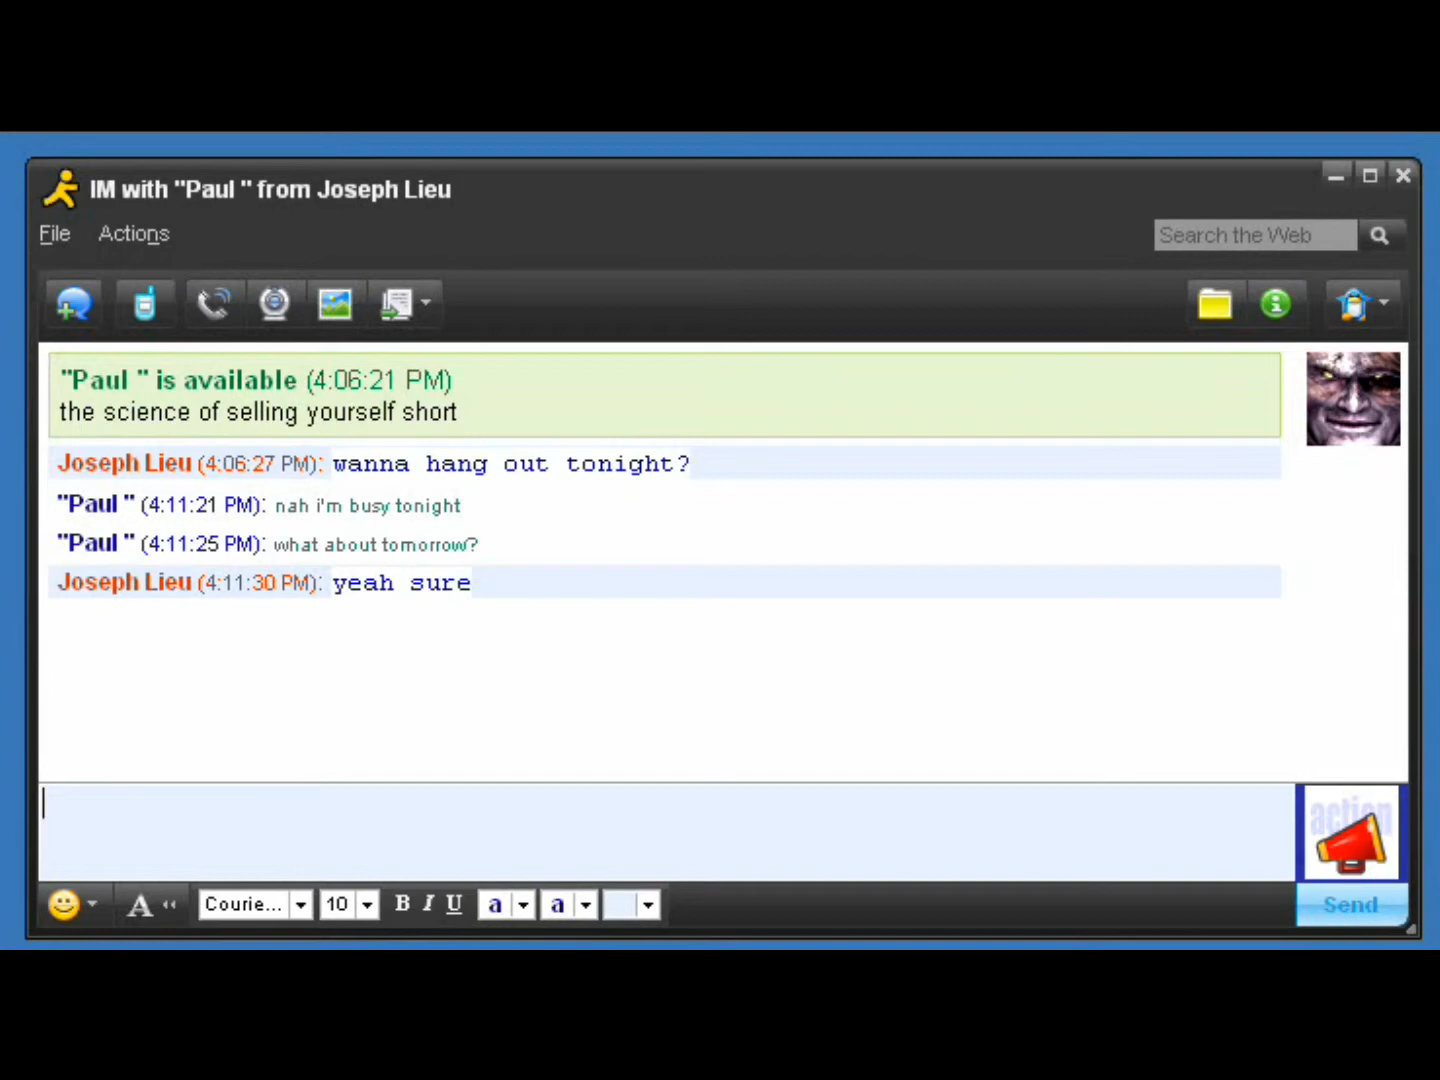 IM with "Paul " from Joseph Lieu
File Actions
Search the Web
"Paul " is available (4:06:21 PM)
the science of selling yourself short
Joseph Lieu (4:06:27 PM): wanna hang out tonight?
"Paul " (4:11:21 PM): nah i'm busy tonight
"Paul " (4:11:25 PM): what about tomorrow?
Joseph Lieu (4:11:30 PM): yeah sure
action
A Courie... 10 B I U a a
Send